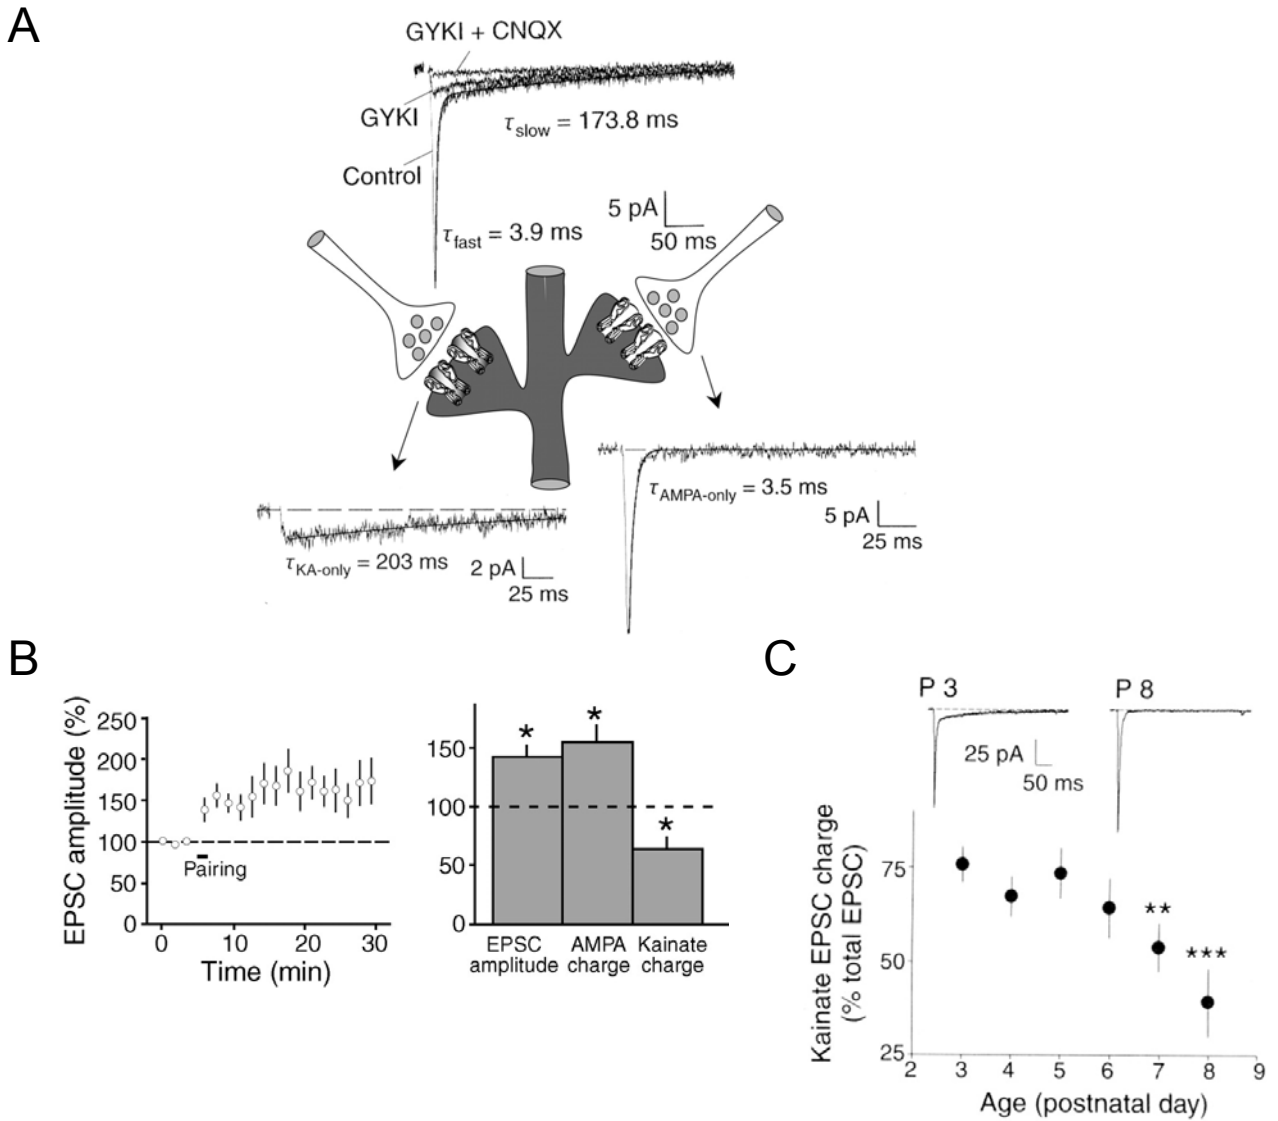 A
GYKI + CNQX
GYKI
τslow = 173.8 ms
Control
5 pA
50 ms
τfast = 3.9 ms
τAMPA-only = 3.5 ms
5 pA
25 ms
τKA-only = 203 ms
2 pA
25 ms
B
EPSC amplitude (%)
250
200
150
100
50
0
Pairing
0 10 20 30
Time (min)
150
100
50
0
*
*
*
EPSC amplitude
AMPA charge
Kainate charge
C
P 3
P 8
25 pA
50 ms
Kainate EPSC charge
(% total EPSC)
75
50
25
**
***
2 3 4 5 6 7 8 9
Age (postnatal day)